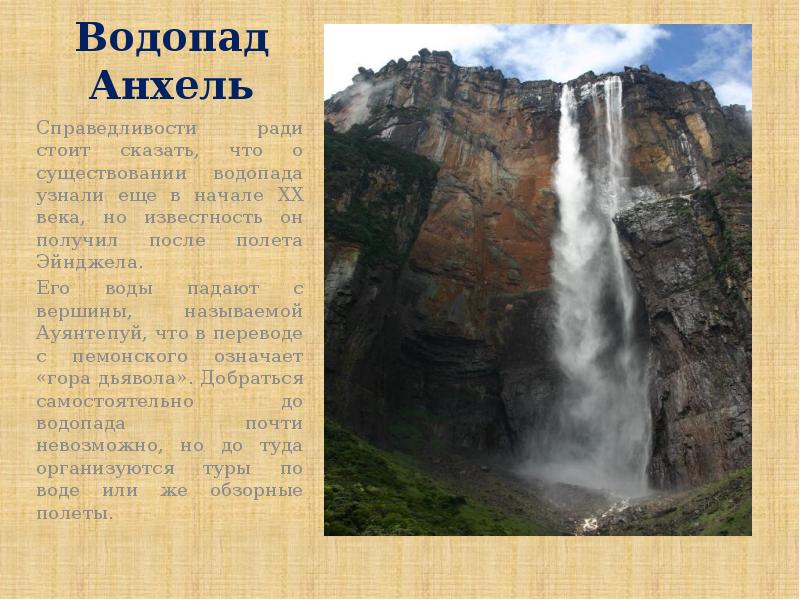 Водопад
Анхель
Справедливости ради
стоит сказать, что о
существовании водопада
узнали еще в начале XX
века, но известность он
получил после полета
Эйнджела.
Его воды падают с
вершины, называемой
Ауянтепуй, что в переводе
с пемонского означает
«гора дьявола». Добраться
самостоятельно до
водопада почти
невозможно, но до туда
организуются туры по
воде или же обзорные
полеты.